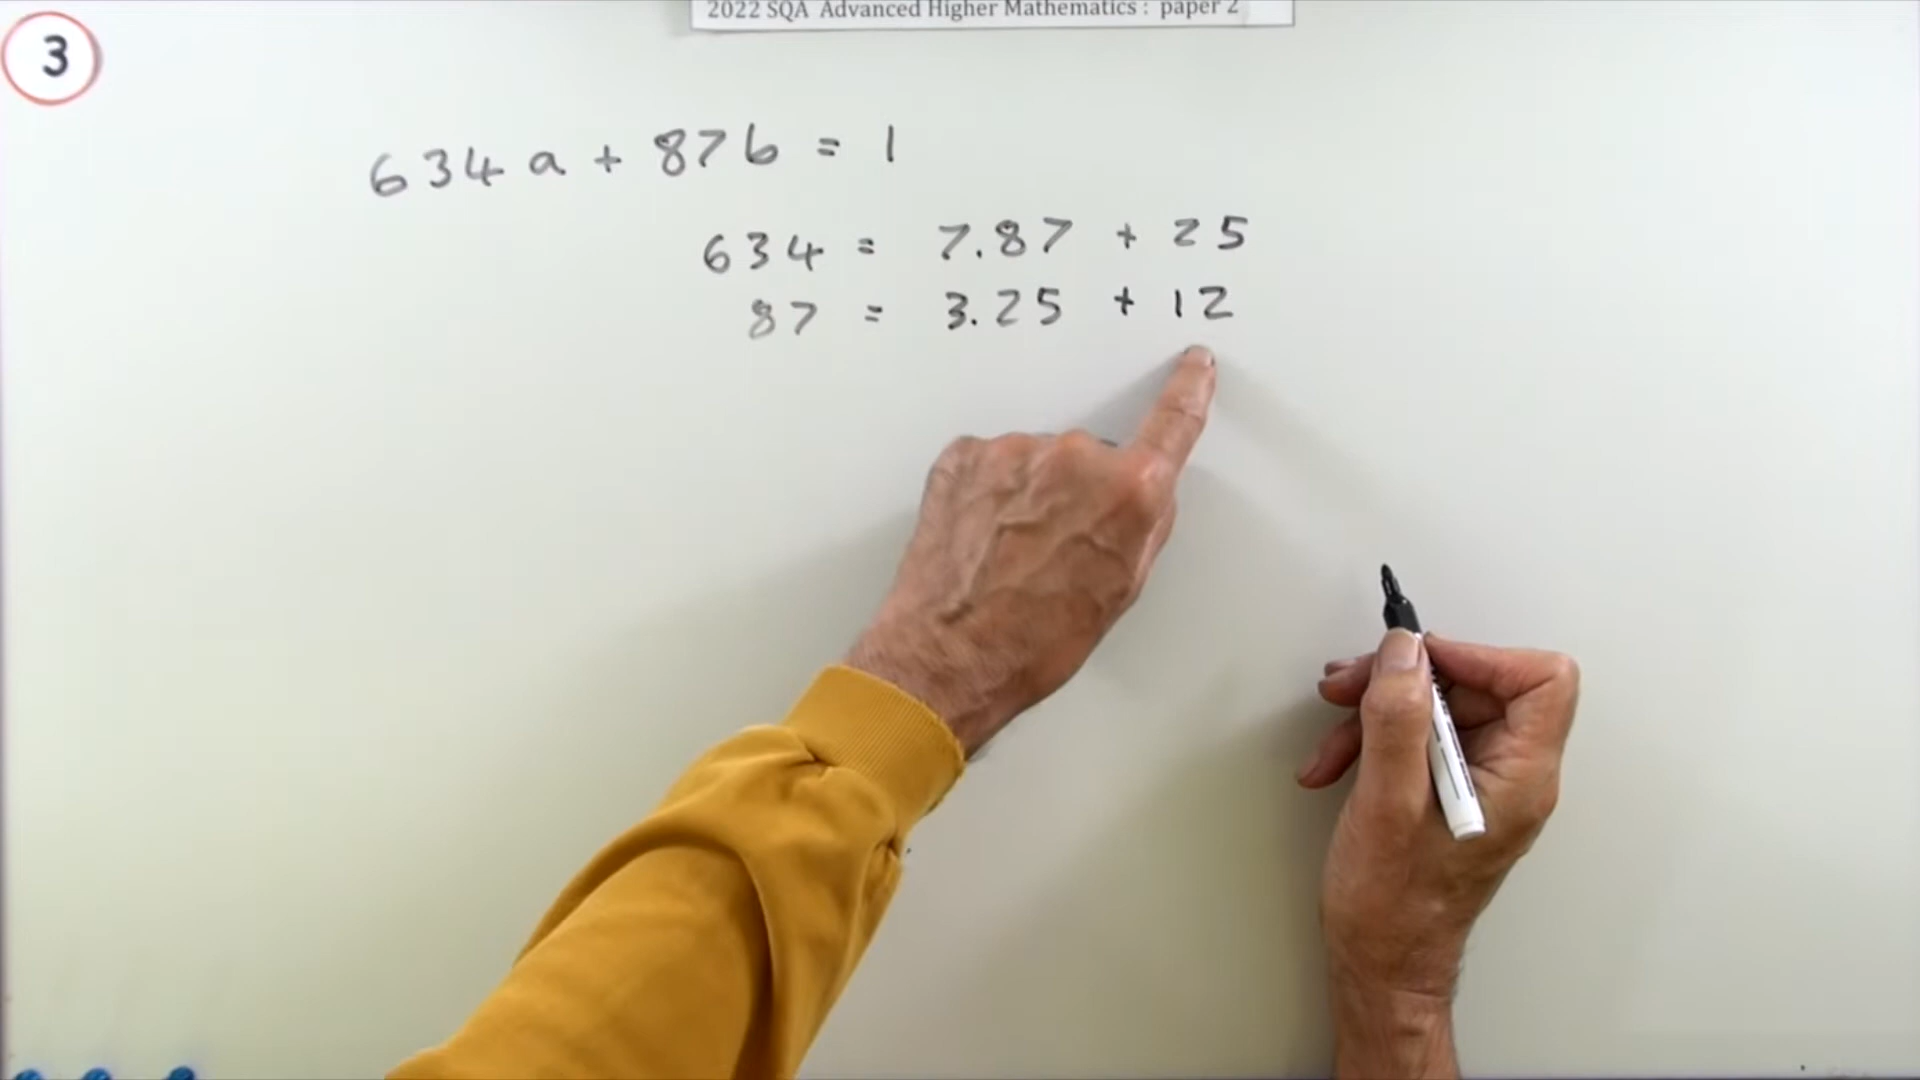 2022 SQA Advanced Higher Mathematics : paper 2
3
634a + 87b = 1
634 = 7.87 + 25
87 = 3.25 + 12